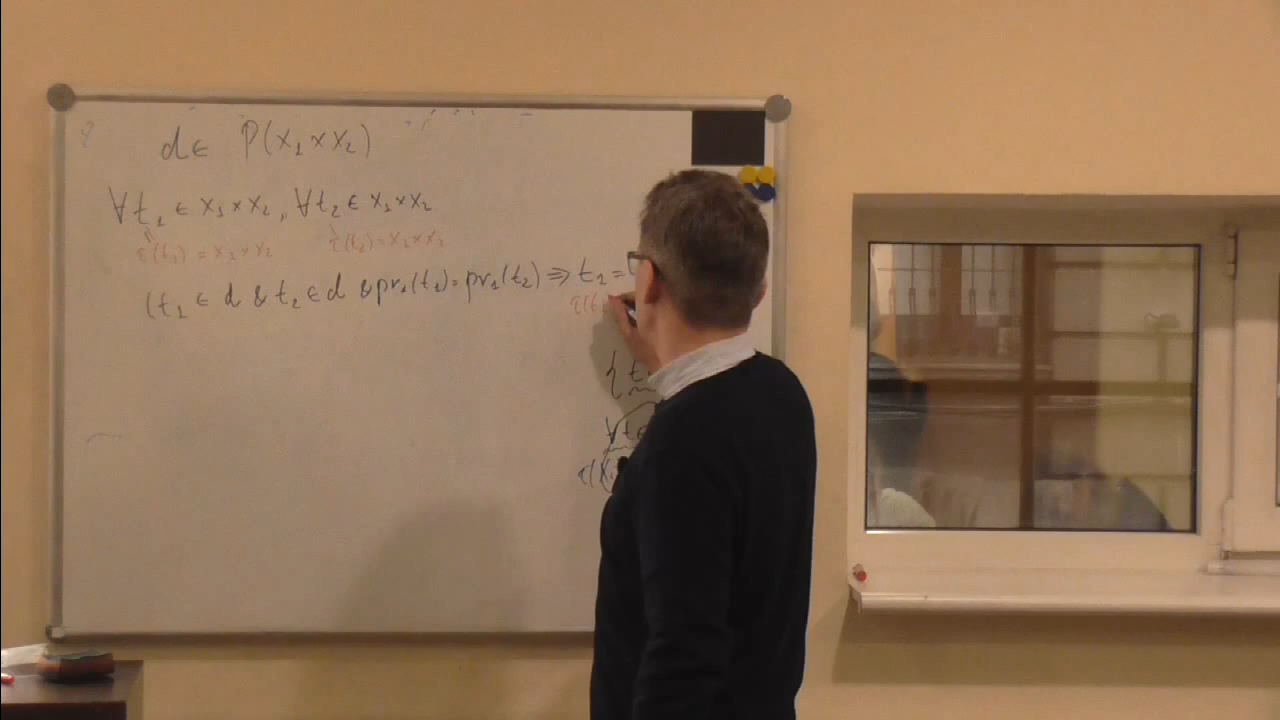 d ∈ P(X₁×X₂)
∀t₁ ∈ X₁×X₂, ∀t₂ ∈ X₁×X₂
τ(t₁) = X₁×X₂ τ(t₂) = X₁×X₂
(t₁ ∈ d & t₂ ∈ d & pr₁(t₁) = pr₁(t₂) ⇒ t₁ =
τ(t
{ t
∀t ∈